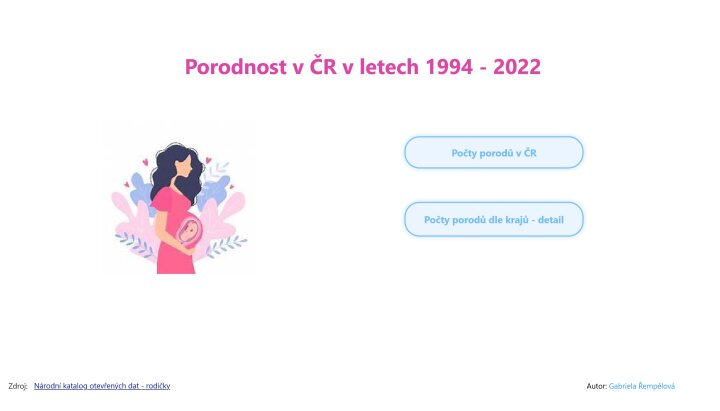 Porodnost v ČR v letech 1994 - 2022
Počty porodů v ČR
Počty porodů dle krajů - detail
Zdroj: Národní katalog otevřených dat - rodičky
Autor: Gabriela Řempělová